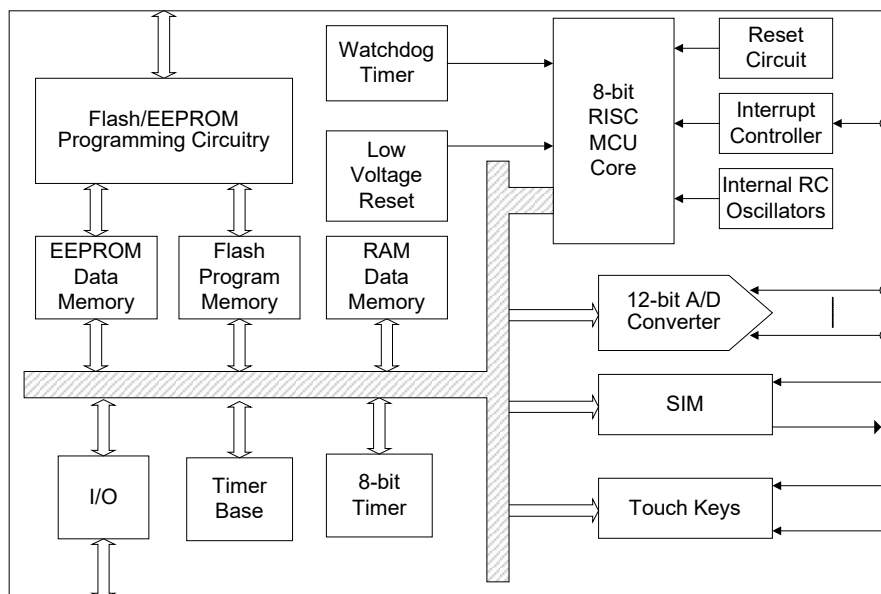 Watchdog
Timer
Reset
Circuit
Flash/EEPROM
Programming Circuitry
8-bit
RISC
MCU
Core
Interrupt
Controller
Low
Voltage
Reset
Internal RC
Oscillators
EEPROM
Data
Memory
Flash
Program
Memory
RAM
Data
Memory
12-bit A/D
Converter
SIM
I/O
Timer
Base
8-bit
Timer
Touch Keys